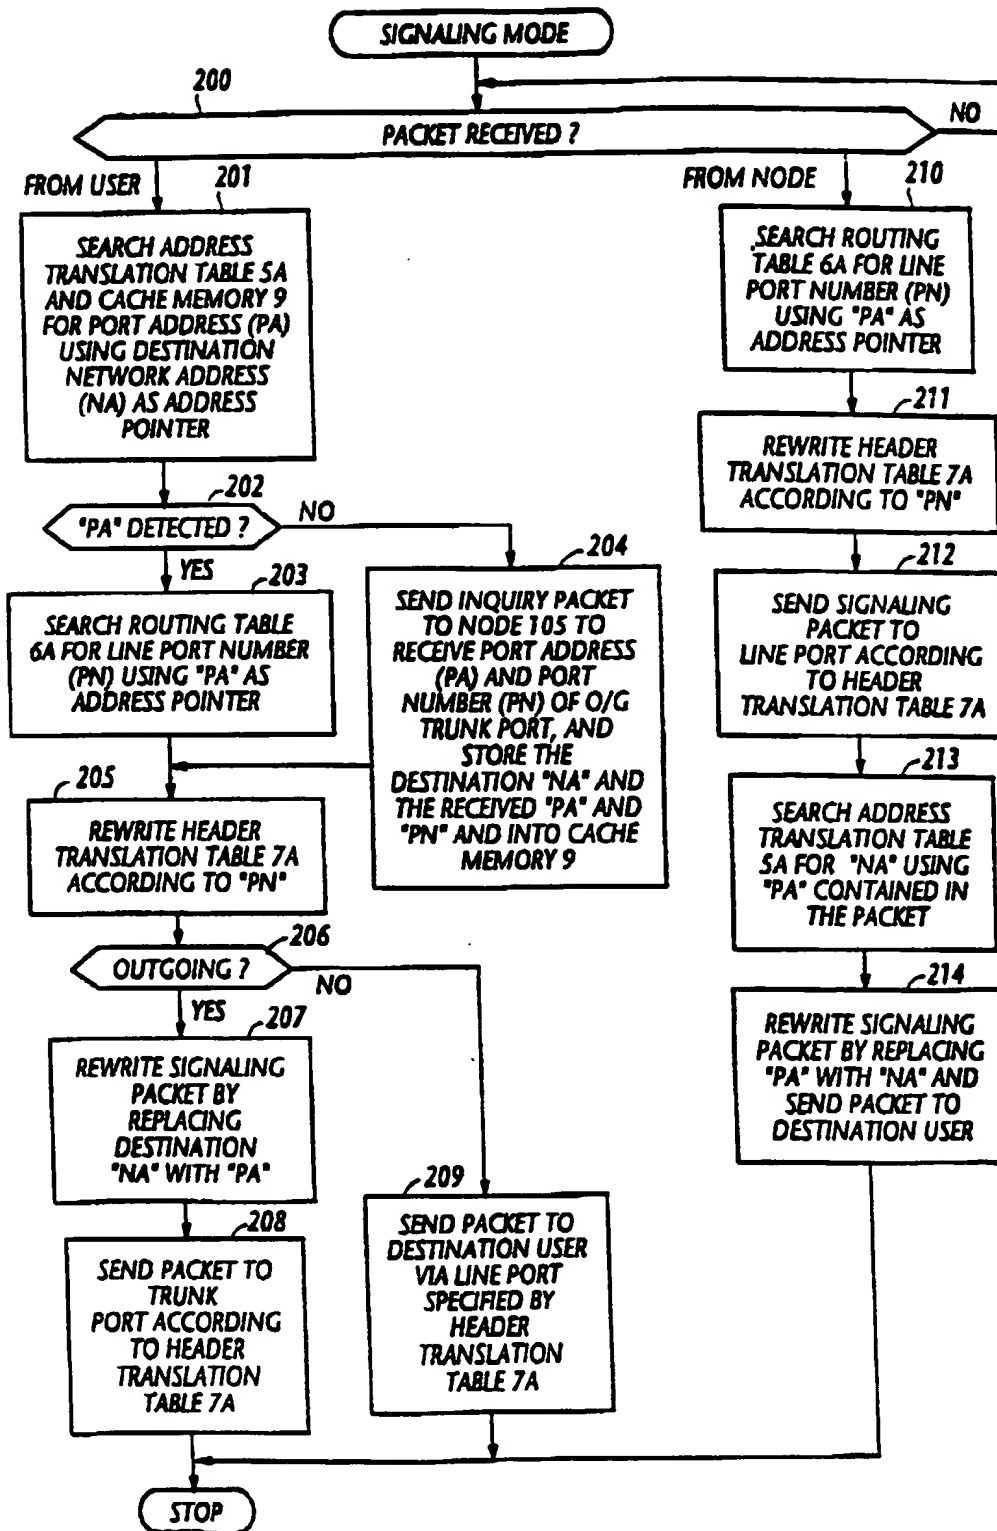 SIGNALING MODE
200
PACKET RECEIVED ?
NO
FROM USER
201
SEARCH ADDRESS
TRANSLATION TABLE 5A
AND CACHE MEMORY 9
FOR PORT ADDRESS (PA)
USING DESTINATION
NETWORK ADDRESS
(NA) AS ADDRESS
POINTER
202
"PA" DETECTED ?
NO
YES
203
SEARCH ROUTING TABLE
6A FOR LINE PORT NUMBER
(PN) USING "PA" AS
ADDRESS POINTER
204
SEND INQUIRY PACKET
TO NODE 105 TO
RECEIVE PORT ADDRESS
(PA) AND PORT
NUMBER (PN) OF O/G
TRUNK PORT, AND
STORE THE
DESTINATION "NA" AND
THE RECEIVED "PA" AND
"PN" AND INTO CACHE
MEMORY 9
205
REWRITE HEADER
TRANSLATION TABLE 7A
ACCORDING TO "PN"
206
OUTGOING ?
NO
YES
207
REWRITE SIGNALING
PACKET BY
REPLACING
DESTINATION
"NA" WITH "PA"
208
SEND PACKET TO
TRUNK
PORT ACCORDING
TO HEADER
TRANSLATION
TABLE 7A
209
SEND PACKET TO
DESTINATION USER
VIA LINE PORT
SPECIFIED BY
HEADER
TRANSLATION
TABLE 7A
FROM NODE
210
SEARCH ROUTING
TABLE 6A FOR LINE
PORT NUMBER (PN)
USING "PA" AS
ADDRESS POINTER
211
REWRITE HEADER
TRANSLATION TABLE 7A
ACCORDING TO "PN"
212
SEND SIGNALING
PACKET TO
LINE PORT ACCORDING
TO HEADER
TRANSLATION TABLE 7A
213
SEARCH ADDRESS
TRANSLATION TABLE
5A FOR "NA" USING
"PA" CONTAINED IN
THE PACKET
214
REWRITE SIGNALING
PACKET BY REPLACING
"PA" WITH "NA" AND
SEND PACKET TO
DESTINATION USER
STOP